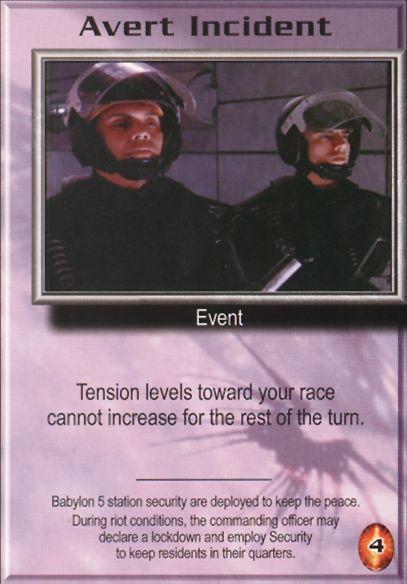 Avert Incident
Event
Tension levels toward your race
cannot increase for the rest of the turn.
Babylon 5 station security are deployed to keep the peace.
During riot conditions, the commanding officer may
declare a lockdown and employ Security
to keep residents in their quarters.
4